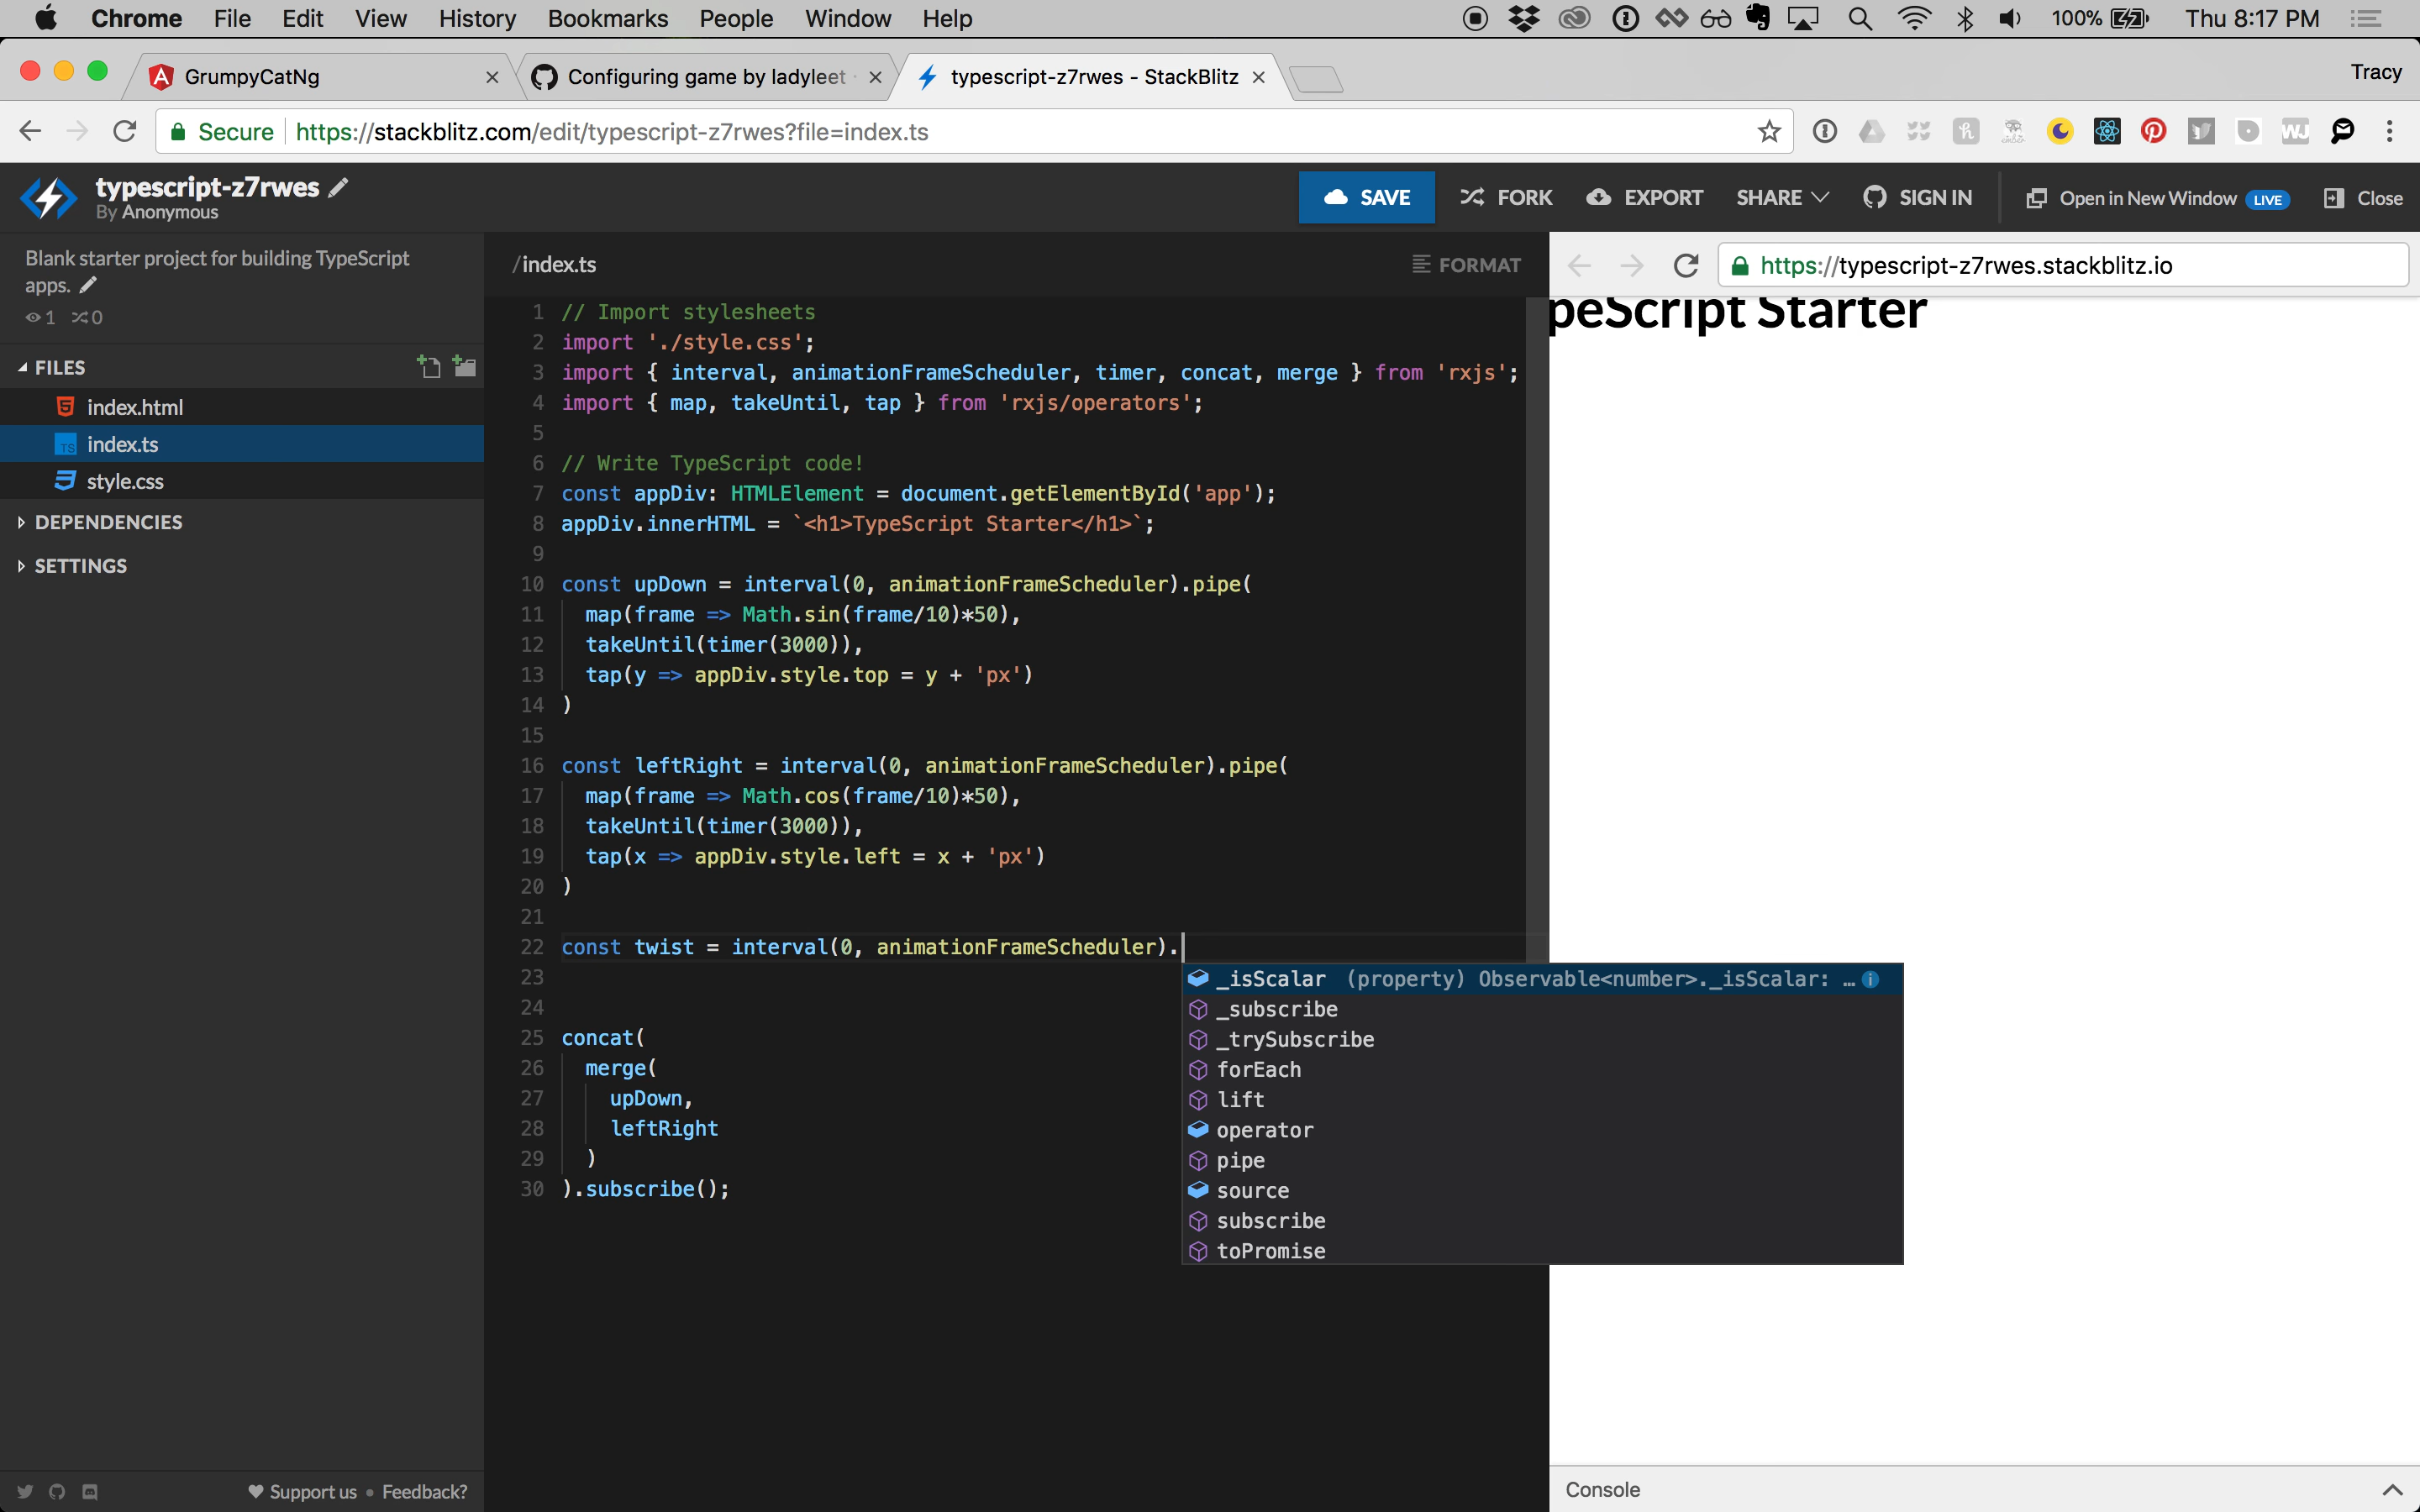 Chrome File Edit View History Bookmarks People Window Help 100% Thu 8:17 PM
GrumpyCatNg
Configuring game by ladyleet
typescript-z7rwes - StackBlitz
Tracy
Secure https://stackblitz.com/edit/typescript-z7rwes?file=index.ts
WJ
typescript-z7rwes
By Anonymous
SAVE FORK EXPORT SHARE SIGN IN Open in New Window LIVE Close
Blank starter project for building TypeScript
apps.
1 0
FILES
index.html
TS index.ts
style.css
DEPENDENCIES
SETTINGS
Support us • Feedback?
/index.ts FORMAT
1 // Import stylesheets
2 import './style.css';
3 import { interval, animationFrameScheduler, timer, concat, merge } from 'rxjs';
4 import { map, takeUntil, tap } from 'rxjs/operators';
5
6 // Write TypeScript code!
7 const appDiv: HTMLElement = document.getElementById('app');
8 appDiv.innerHTML = `<h1>TypeScript Starter</h1>`;
9
10 const upDown = interval(0, animationFrameScheduler).pipe(
11 map(frame => Math.sin(frame/10)*50),
12 takeUntil(timer(3000)),
13 tap(y => appDiv.style.top = y + 'px')
14 )
15
16 const leftRight = interval(0, animationFrameScheduler).pipe(
17 map(frame => Math.cos(frame/10)*50),
18 takeUntil(timer(3000)),
19 tap(x => appDiv.style.left = x + 'px')
20 )
21
22 const twist = interval(0, animationFrameScheduler).
23
24
25 concat(
26 merge(
27 upDown,
28 leftRight
29 )
30 ).subscribe();
_isScalar (property) Observable<number>._isScalar: …
_subscribe
_trySubscribe
forEach
lift
operator
pipe
source
subscribe
toPromise
https://typescript-z7rwes.stackblitz.io
peScript Starter
Console